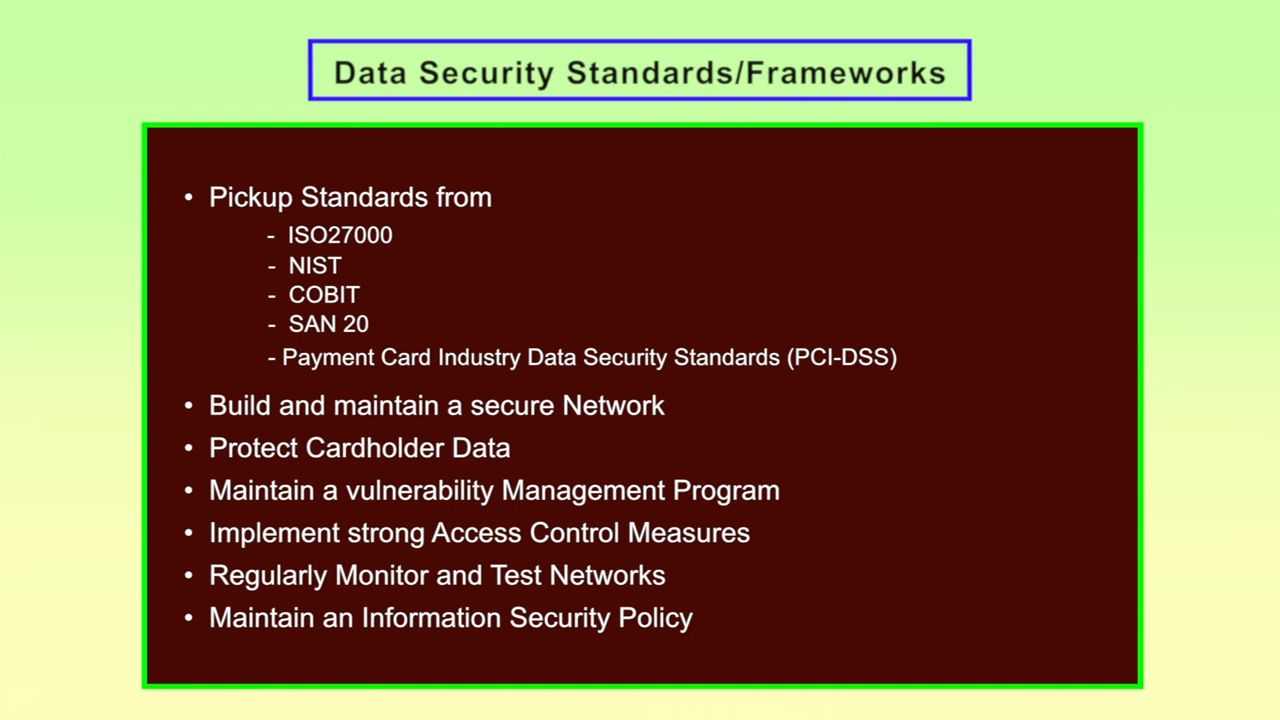 Data Security Standards/Frameworks
• Pickup Standards from
- ISO27000
- NIST
- COBIT
- SAN 20
- Payment Card Industry Data Security Standards (PCI-DSS)
• Build and maintain a secure Network
• Protect Cardholder Data
• Maintain a vulnerability Management Program
• Implement strong Access Control Measures
• Regularly Monitor and Test Networks
• Maintain an Information Security Policy